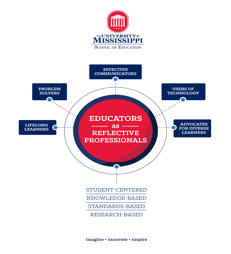 THE UNIVERSITY of
MISSISSIPPI
SCHOOL OF EDUCATION
EFFECTIVE
COMMUNICATORS
PROBLEM
SOLVERS
USERS OF
TECHNOLOGY
LIFELONG
LEARNERS
ADVOCATES
FOR DIVERSE
LEARNERS
EDUCATORS
as
REFLECTIVE
PROFESSIONALS
STUDENT-CENTERED
KNOWLEDGE-BASED
STANDARDS-BASED
RESEARCH-BASED
Imagine • Innovate • Inspire